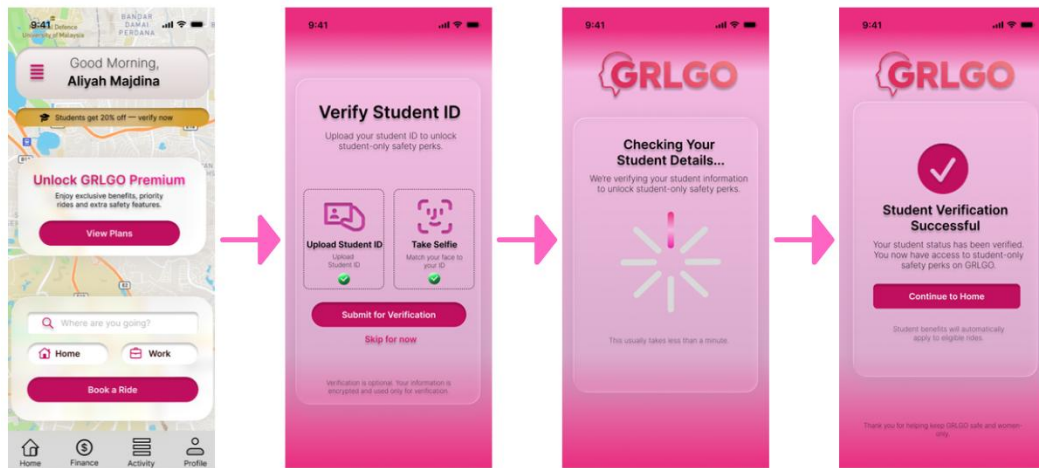 9:41
Defence
University of Malaysia
BANDAR
DAMAI
PERDANA
Good Morning,
Aliyah Majdina
Students get 20% off — verify now
Unlock GRLGO Premium
Enjoy exclusive benefits, priority
rides and extra safety features.
View Plans
Where are you going?
Home
Work
Book a Ride
Home
Finance
Activity
Profile
9:41
Verify Student ID
Upload your student ID to unlock
student-only safety perks.
Upload Student ID
Upload
Student ID
Take Selfie
Match your face to
your ID
Submit for Verification
Skip for now
Verification is optional. Your information is
encrypted and used only for verification.
9:41
GRLGO
Checking Your
Student Details...
We're verifying your student information
to unlock student-only safety perks.
This usually takes less than a minute.
9:41
GRLGO
Student Verification
Successful
Your student status has been verified.
You now have access to student-only
safety perks on GRLGO.
Continue to Home
Student benefits will automatically
apply to eligible rides.
Thank you for helping keep GRLGO safe and women-
only.